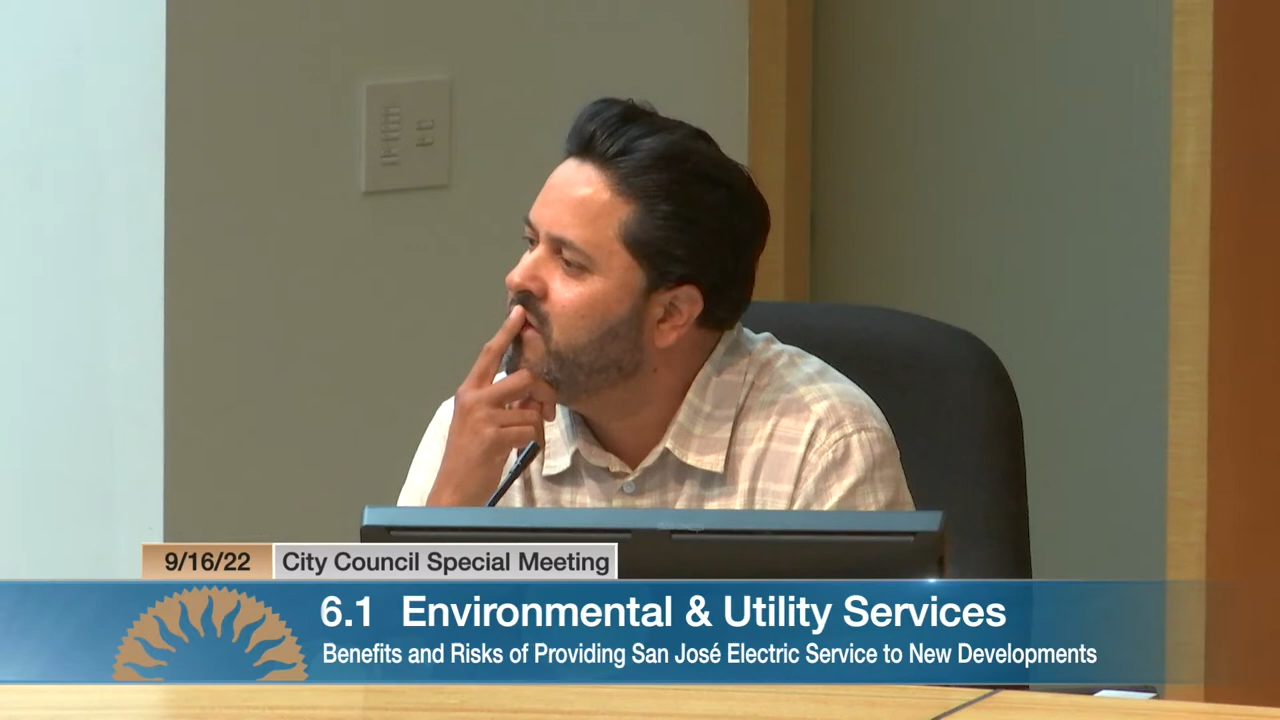 9/16/22 City Council Special Meeting
6.1 Environmental & Utility Services
Benefits and Risks of Providing San José Electric Service to New Developments